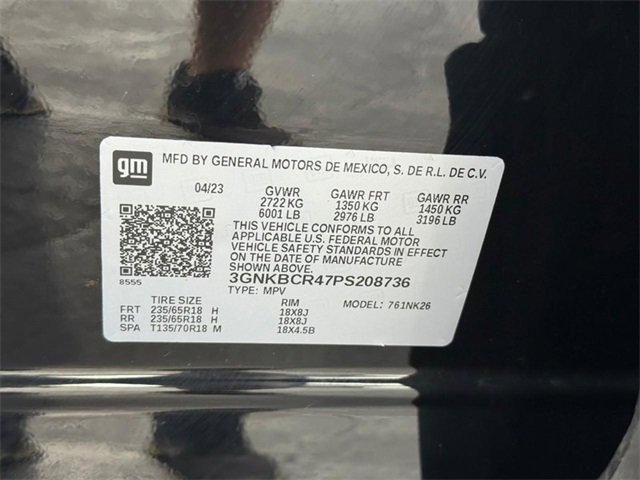 gm MFD BY GENERAL MOTORS DE MEXICO, S. DE R.L. DE C.V.
04/23 GVWR GAWR FRT GAWR RR
2722 KG 1350 KG 1450 KG
6001 LB 2976 LB 3196 LB
THIS VEHICLE CONFORMS TO ALL
APPLICABLE U.S. FEDERAL MOTOR
VEHICLE SAFETY STANDARDS IN EFFECT
ON THE DATE OF MANUFACTURE
SHOWN ABOVE.
8555 3GNKBCR47PS208736
TYPE: MPV
TIRE SIZE RIM MODEL: 761NK26
FRT 235/65R18 H 18X8J
RR 235/65R18 H 18X8J
SPA T135/70R18 M 18X4.5B